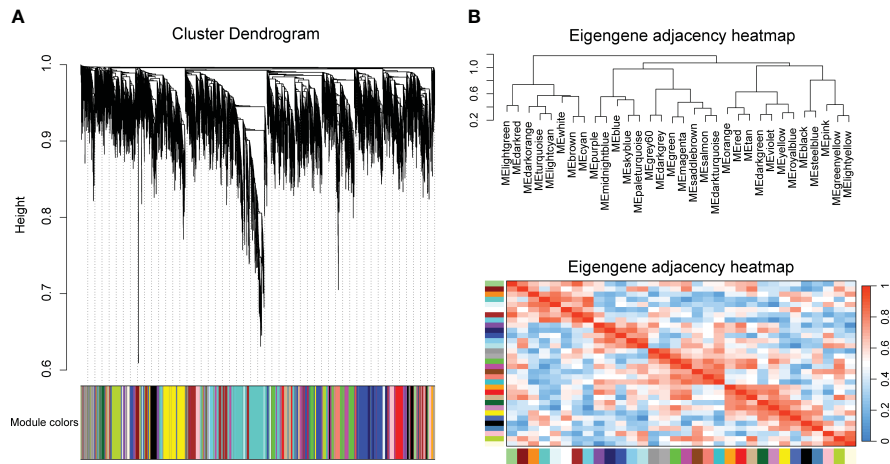 A
Cluster Dendrogram
Height
1.0
0.9
0.8
0.7
0.6
Module colors
B
Eigengene adjacency heatmap
1.0
0.6
0.2
MElightgreen
MEdarkred
MEdarkorange
MEturquoise
MElightcyan
MEwhite
MEbrown
MEcyan
MEpurple
MEmidnightblue
MEblue
MEskyblue
MEpaleturquoise
MEgrey60
MEdarkgrey
MEgreen
MEmagenta
MEsaddlebrown
MEsalmon
MEdarkturquoise
MEorange
MEred
MEtan
MEdarkgreen
MEviolet
MEyellow
MEroyalblue
MEblack
MEsteelblue
MEpink
MEgreenyellow
MElightyellow
Eigengene adjacency heatmap
1
0.8
0.6
0.4
0.2
0